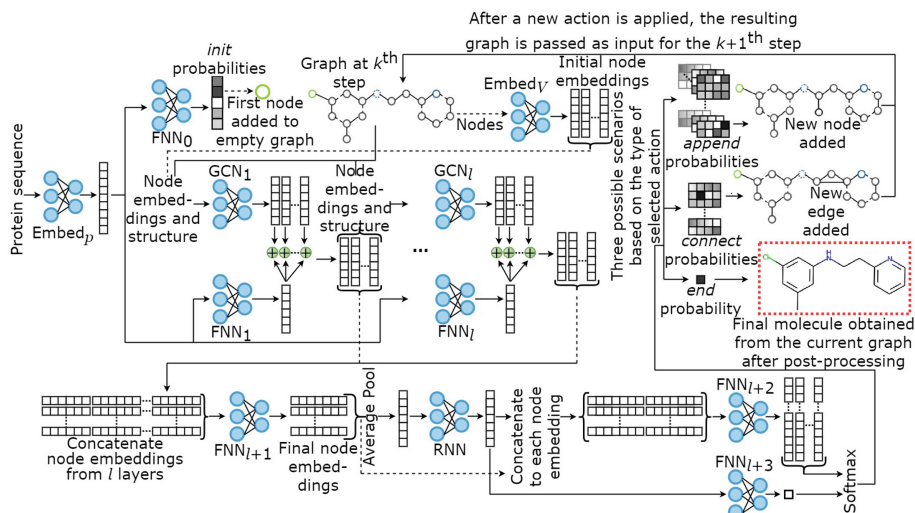 After a new action is applied, the resulting
graph is passed as input for the k+1th step
init
probabilities
First node
added to
empty graph
FNN0
Graph at kth
step
Nodes
EmbedV
Initial node
embeddings
Three possible scenarios
based on the type of
selected action
append
probabilities
New node
added
connect
probabilities
New
edge
added
end
probability
Cl
H
N
N
Final molecule obtained
from the current graph
after post-processing
Protein sequence
Embedp
Node
embed-
dings and
structure
GCN1
FNN1
Node
embed-
dings and
structure
...
GCNl
FNNl
Concatenate
node embeddings
from l layers
FNNl+1
Final node
embed-
dings
Average Pool
RNN
Concatenate
to each node
embedding
FNNl+2
FNNl+3
Softmax